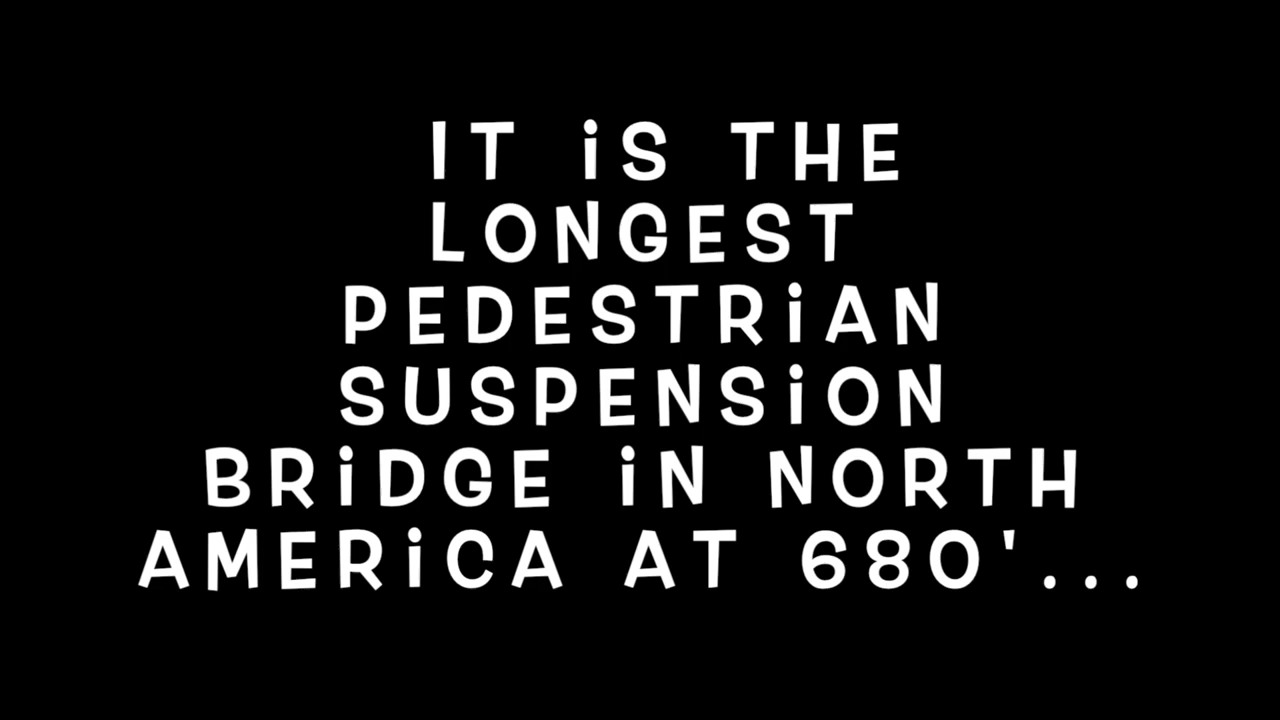 IT iS THE
LONGEST
PEDESTRiAN
SUSPENSiON
BRiDGE iN NORTH
AMERiCA AT 680'...